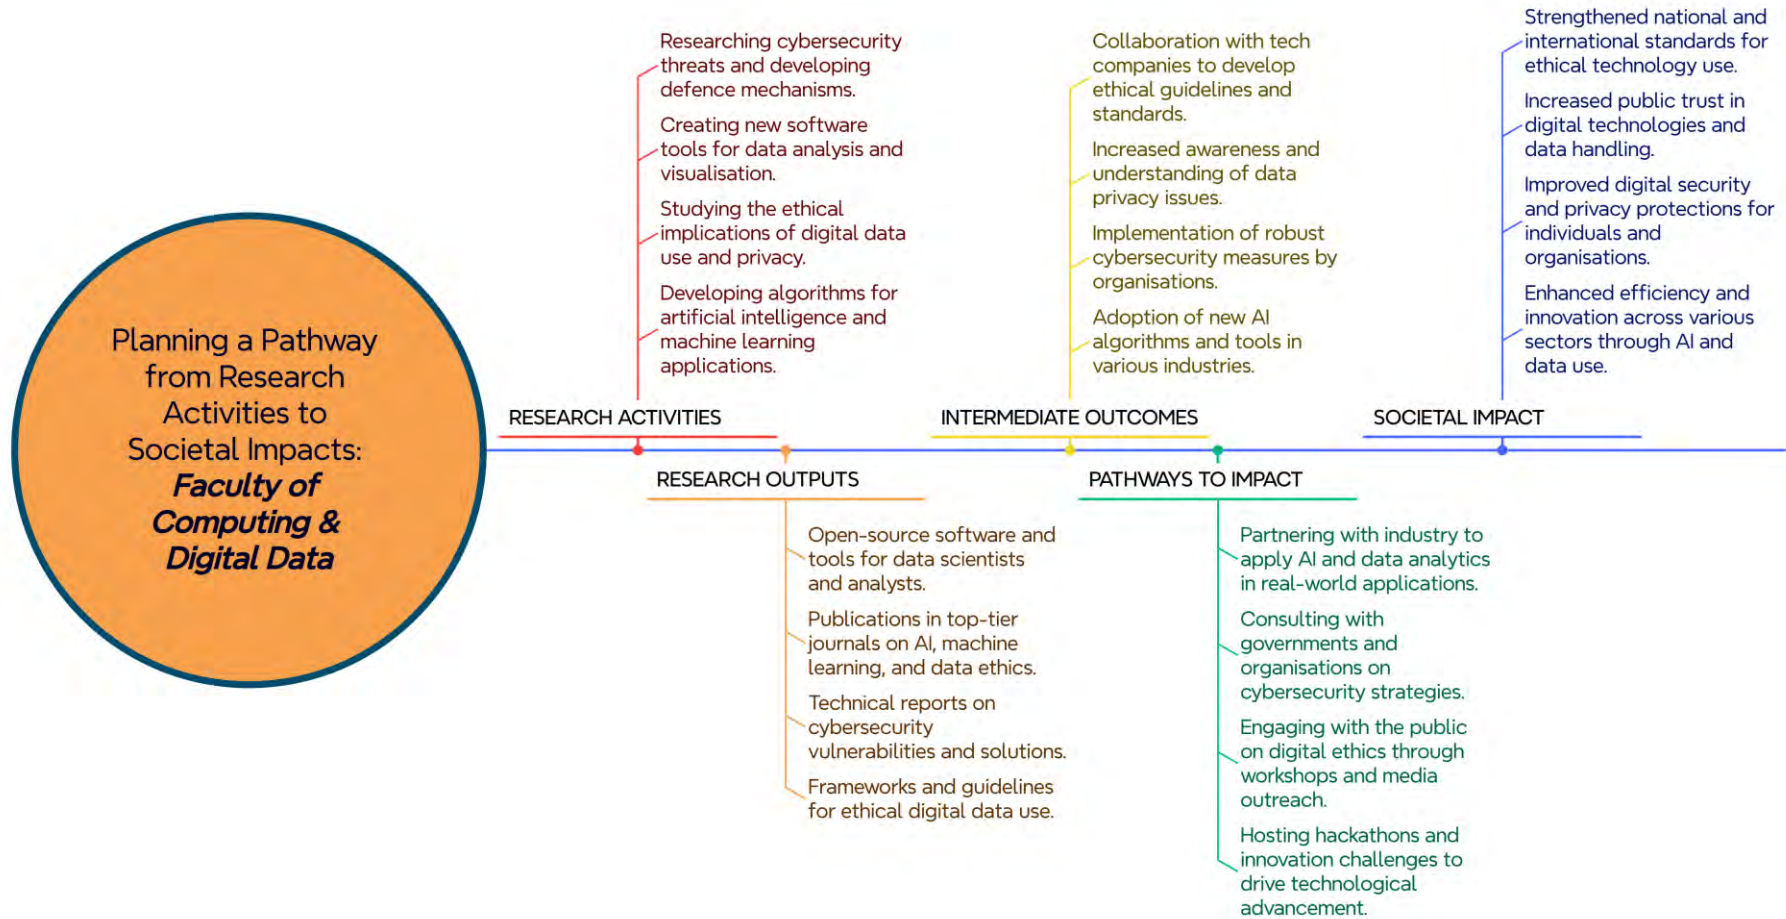 Planning a Pathway
from Research
Activities to
Societal Impacts:
Faculty of
Computing &
Digital Data
RESEARCH ACTIVITIES
Researching cybersecurity
threats and developing
defence mechanisms.
Creating new software
tools for data analysis and
visualisation.
Studying the ethical
implications of digital data
use and privacy.
Developing algorithms for
artificial intelligence and
machine learning
applications.
RESEARCH OUTPUTS
Open-source software and
tools for data scientists
and analysts.
Publications in top-tier
journals on AI, machine
learning, and data ethics.
Technical reports on
cybersecurity
vulnerabilities and solutions.
Frameworks and guidelines
for ethical digital data use.
INTERMEDIATE OUTCOMES
Collaboration with tech
companies to develop
ethical guidelines and
standards.
Increased awareness and
understanding of data
privacy issues.
Implementation of robust
cybersecurity measures by
organisations.
Adoption of new AI
algorithms and tools in
various industries.
PATHWAYS TO IMPACT
Partnering with industry to
apply AI and data analytics
in real-world applications.
Consulting with
governments and
organisations on
cybersecurity strategies.
Engaging with the public
on digital ethics through
workshops and media
outreach.
Hosting hackathons and
innovation challenges to
drive technological
advancement.
SOCIETAL IMPACT
Strengthened national and
international standards for
ethical technology use.
Increased public trust in
digital technologies and
data handling.
Improved digital security
and privacy protections for
individuals and
organisations.
Enhanced efficiency and
innovation across various
sectors through AI and
data use.